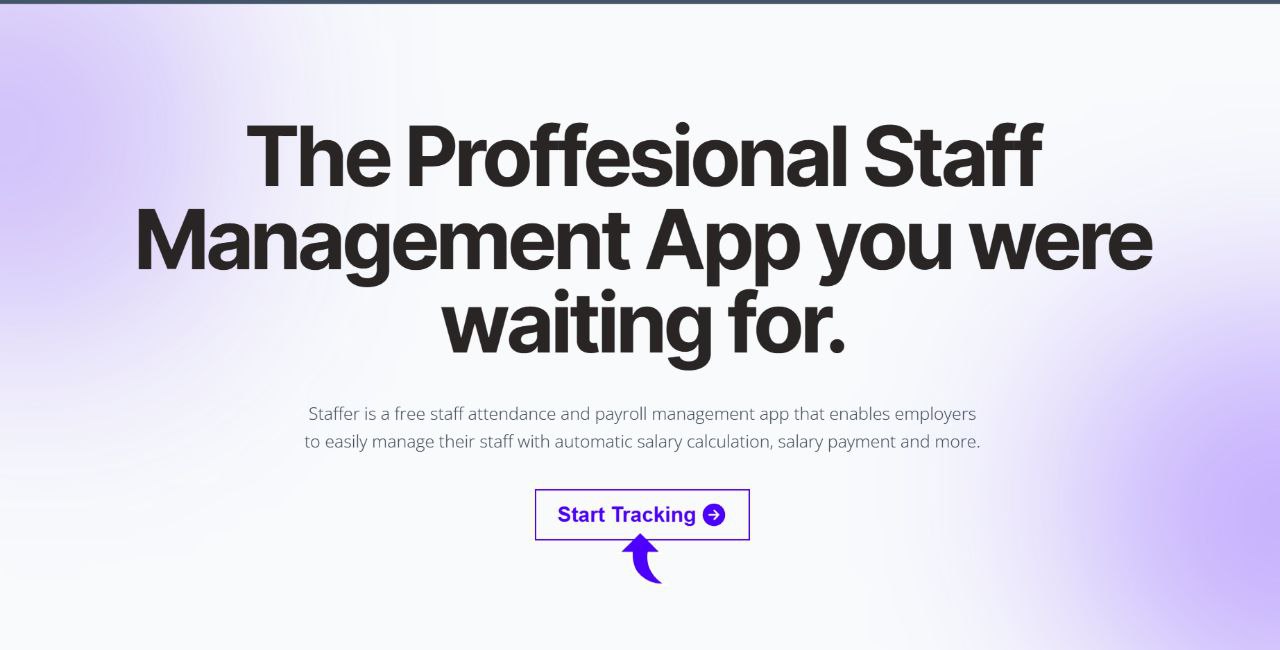 The Proffesional Staff
Management App you were
waiting for.
Staffer is a free staff attendance and payroll management app that enables employers
to easily manage their staff with automatic salary calculation, salary payment and more.
Start Tracking